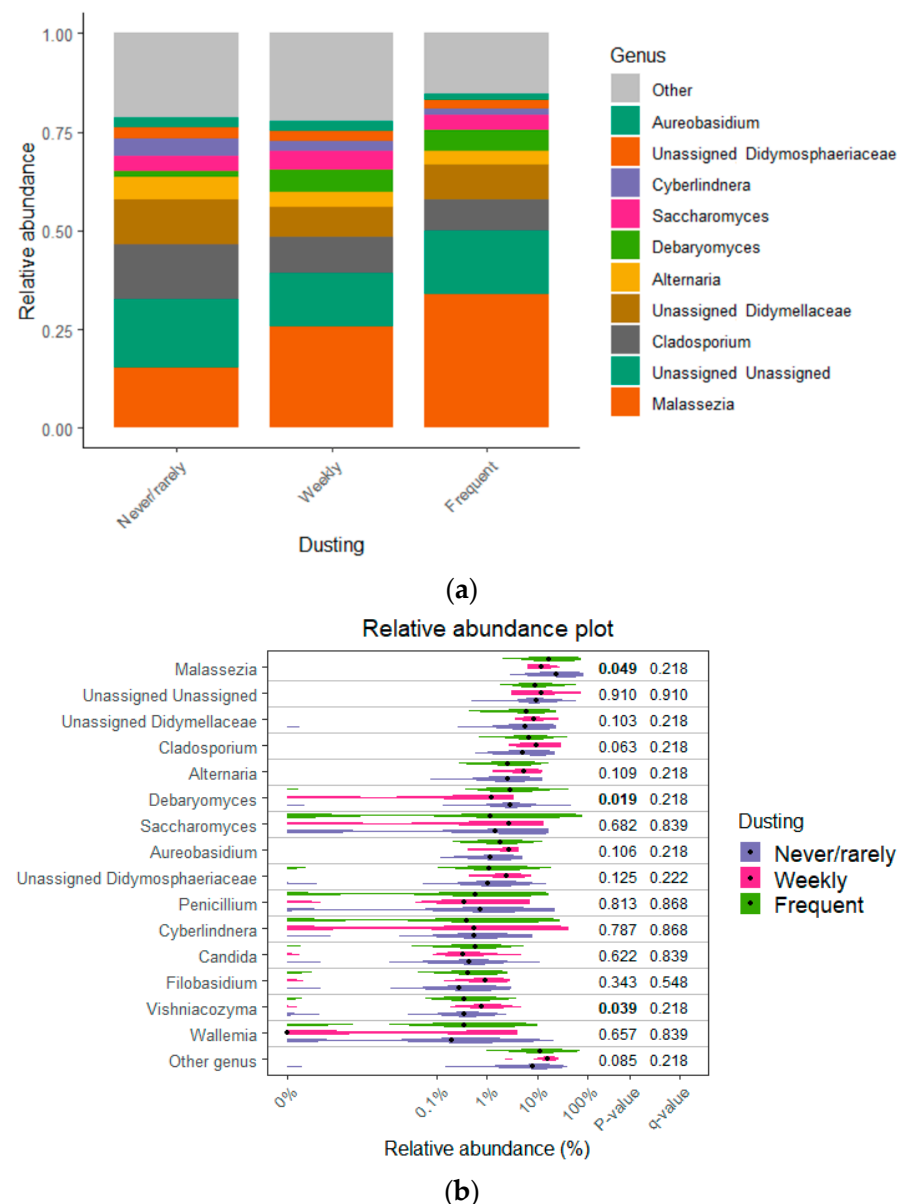 1.00
0.75
0.50
0.25
0.00
Relative abundance
Never/rarely
Weekly
Frequent
Dusting
Genus
Other
Aureobasidium
Unassigned Didymosphaeriaceae
Cyberlindnera
Saccharomyces
Debaryomyces
Alternaria
Unassigned Didymellaceae
Cladosporium
Unassigned Unassigned
Malassezia
(a)
Relative abundance plot
Malassezia 0.049 0.218
Unassigned Unassigned 0.910 0.910
Unassigned Didymellaceae 0.103 0.218
Cladosporium 0.063 0.218
Alternaria 0.109 0.218
Debaryomyces 0.019 0.218
Saccharomyces 0.682 0.839
Aureobasidium 0.106 0.218
Unassigned Didymosphaeriaceae 0.125 0.222
Penicillium 0.813 0.868
Cyberlindnera 0.787 0.868
Candida 0.622 0.839
Filobasidium 0.343 0.548
Vishniacozyma 0.039 0.218
Wallemia 0.657 0.839
Other genus 0.085 0.218
0% 0.1% 1% 10% 100% P-value q-value
Relative abundance (%)
Dusting
Never/rarely
Weekly
Frequent
(b)